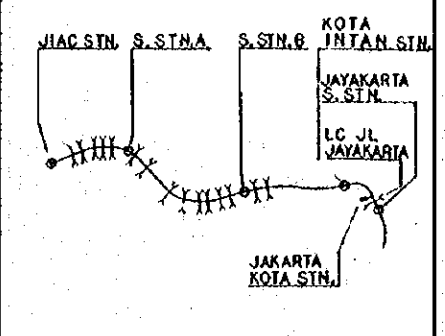 JIAC STN.
S. STN.A
S. STN.B
KOTA
INTAN STN.
JAYAKARTA
S. STN.
LC JL.
JAYAKARTA
JAKARTA
KOTA STN.